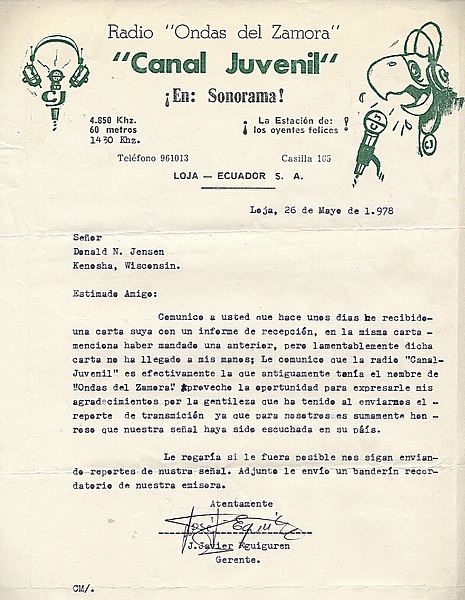 Radio "Ondas del Zamora"
"Canal Juvenil"
¡En: Sonorama!
4.850 Khz.
60 metros
1430 Khz.
¡ La Estación de: !
los oyentes felices
Teléfono 961013 Casilla 185
LOJA — ECUADOR S. A.
Loja, 26 de Mayo de 1.978
Señor
Donald N. Jensen
Kenosha, Wisconsin.
Estimado Amigo:
Comunico a usted que hace unos dias he recibido-
una carta suya con un informe de recepción, en la misma carta -
menciona haber mandado una anterior, pero lamentablemente dicha
carta no ha llegado a mis manos; Le comunico que la radio "Canal-
Juvenil" es efectivamente la que antiguamente tenía el nombre de
"Ondas del Zamora" Aproveche la oportunidad para expresarle mis
agradecimientos por la gentileza que ha tenido al enviarnos el -
reporte de transmición ya que para nosotros es sumamente hon -
roso que nuestra señal haya sido escuchada en su país.
Le rogaría si le fuera posible nos sigan envian-
do reportes de nustra señal. Adjunto le envío un banderín recor-
datorio de nuestra emisora.
Atentamente
J.Javier Eguiguren
Gerente.
CM/.